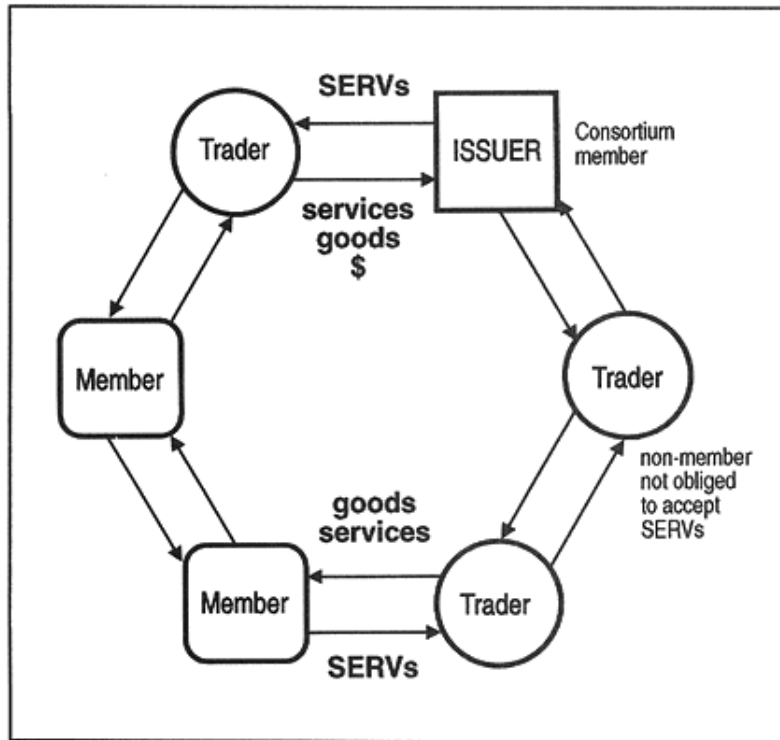 SERVs
Trader
ISSUER
Consortium
member
services
goods
$
Member
Trader
non-member
not obliged
to accept
SERVs
goods
services
Member
Trader
SERVs